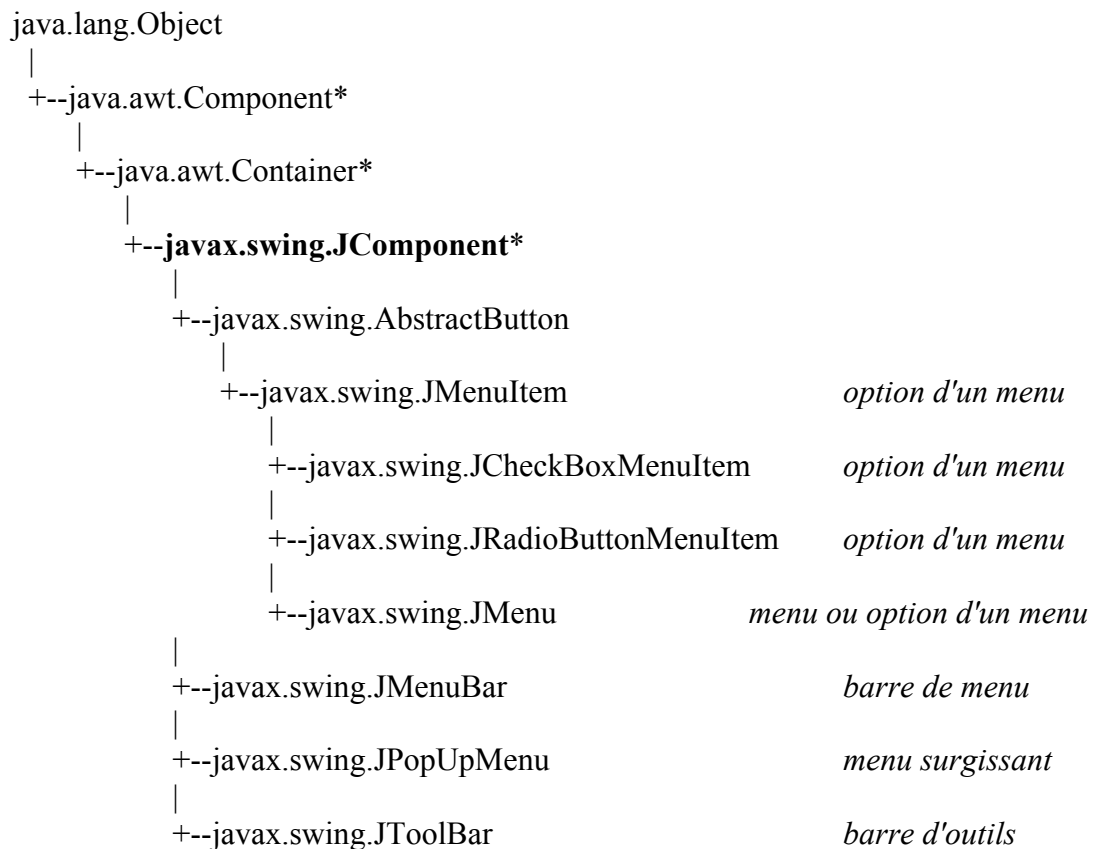 java.lang.Object
|
+--java.awt.Component*
|
+--java.awt.Container*
|
+--javax.swing.JComponent*
|
+--javax.swing.AbstractButton
|
+--javax.swing.JMenuItem option d'un menu
|
+--javax.swing.JCheckBoxMenuItem option d'un menu
|
+--javax.swing.JRadioButtonMenuItem option d'un menu
|
+--javax.swing.JMenu menu ou option d'un menu
|
+--javax.swing.JMenuBar barre de menu
|
+--javax.swing.JPopUpMenu menu surgissant
|
+--javax.swing.JToolBar barre d'outils